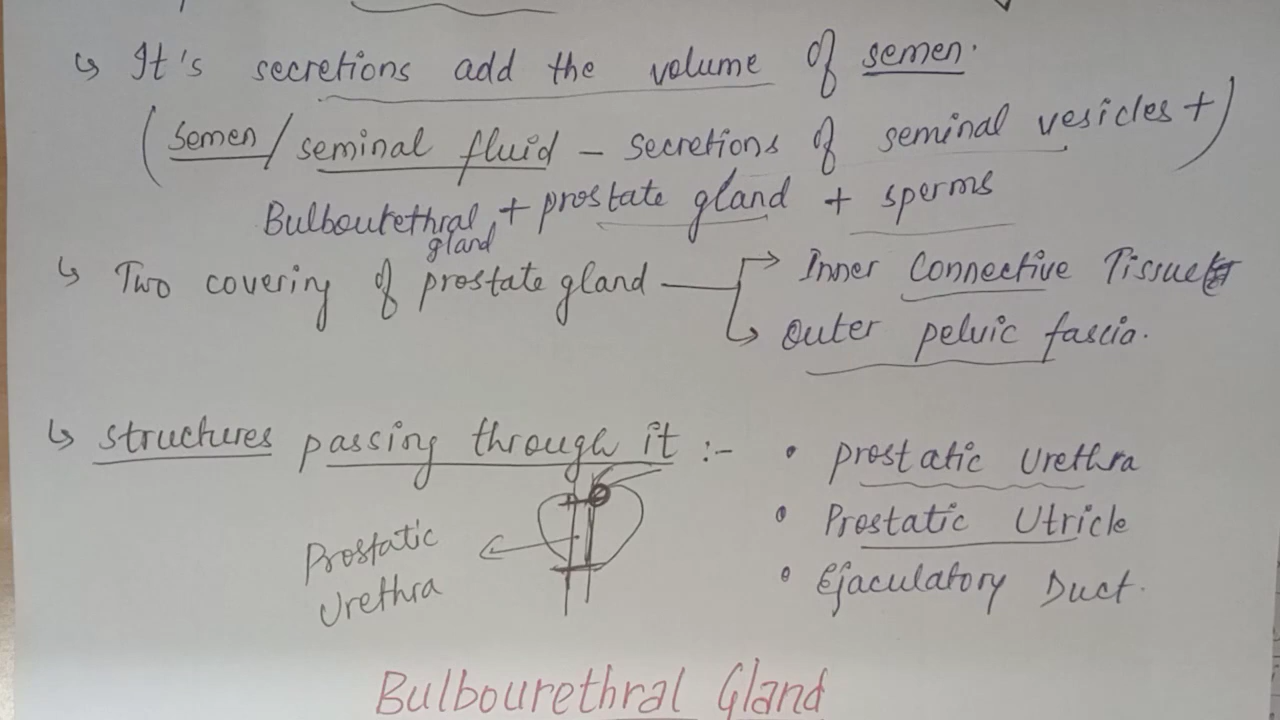 ↳ It's secretions add the volume of semen.
(Semen/seminal fluid - secretions of seminal vesicles +)
Bulbourethral gland + prostate gland + sperms
↳ Two covering of prostate gland → Inner Connective Tissue
↳ outer pelvic fascia.
↳ structures passing through it :- • prostatic urethra
• Prostatic Utricle
• Ejaculatory Duct.
Prostatic
urethra
Bulbourethral Gland